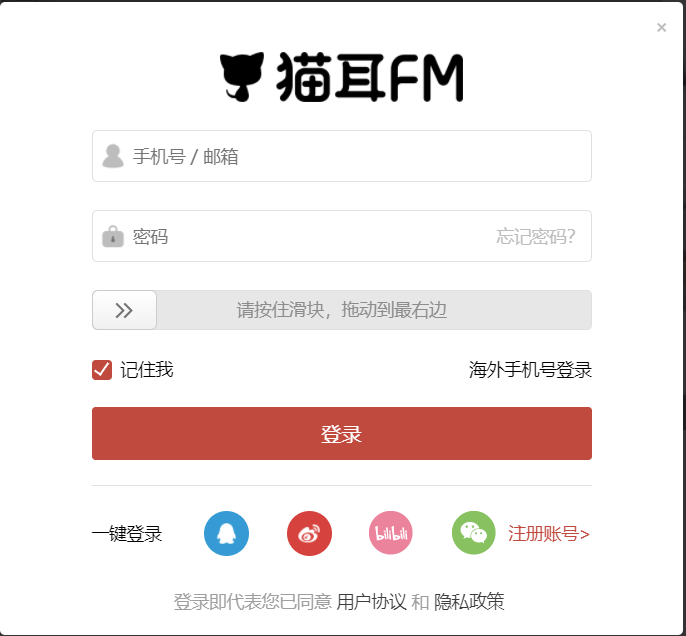 ×
猫耳FM
手机号 / 邮箱
密码 忘记密码?
请按住滑块，拖动到最右边
记住我 海外手机号登录
登录
一键登录 bilibili 注册账号>
登录即代表您已同意 用户协议 和 隐私政策